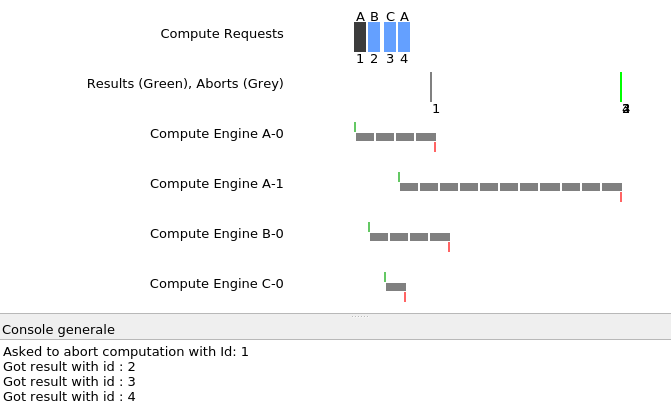 A B C A
Compute Requests
1 2 3 4
Results (Green), Aborts (Grey)
1 4
Compute Engine A-0
Compute Engine A-1
Compute Engine B-0
Compute Engine C-0
Console generale
Asked to abort computation with Id: 1
Got result with id : 2
Got result with id : 3
Got result with id : 4